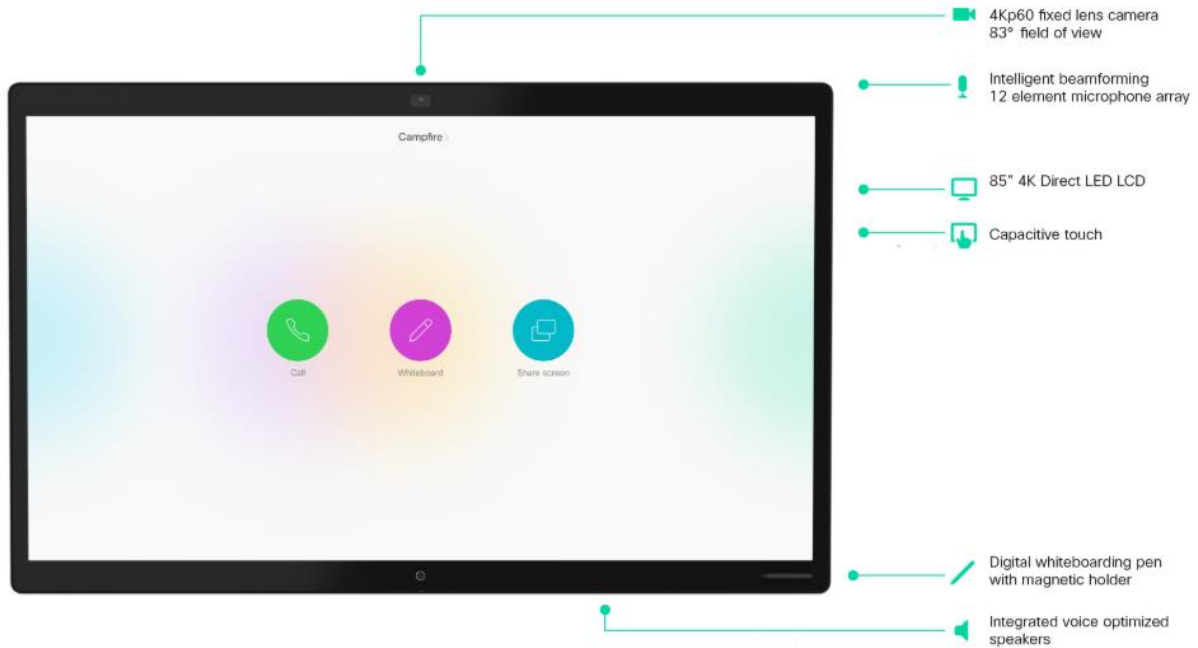 4Kp60 fixed lens camera
83° field of view
Intelligent beamforming
12 element microphone array
Campfire
85" 4K Direct LED LCD
Capacitive touch
Call
Whiteboard
Share screen
Digital whiteboarding pen
with magnetic holder
Integrated voice optimized
speakers